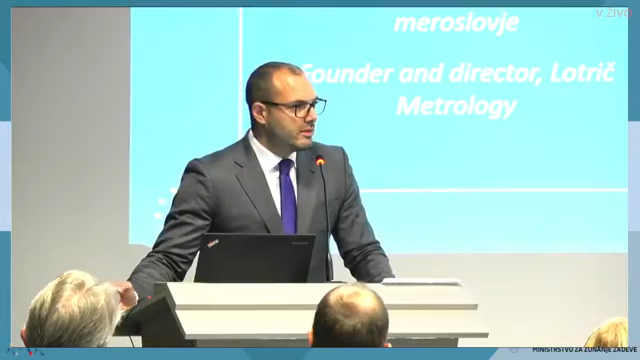 V ŽIVO
meroslovje
Founder and director, Lotrič
Metrology
MINISTRSTVO ZA ZUNANJE ZADEVE